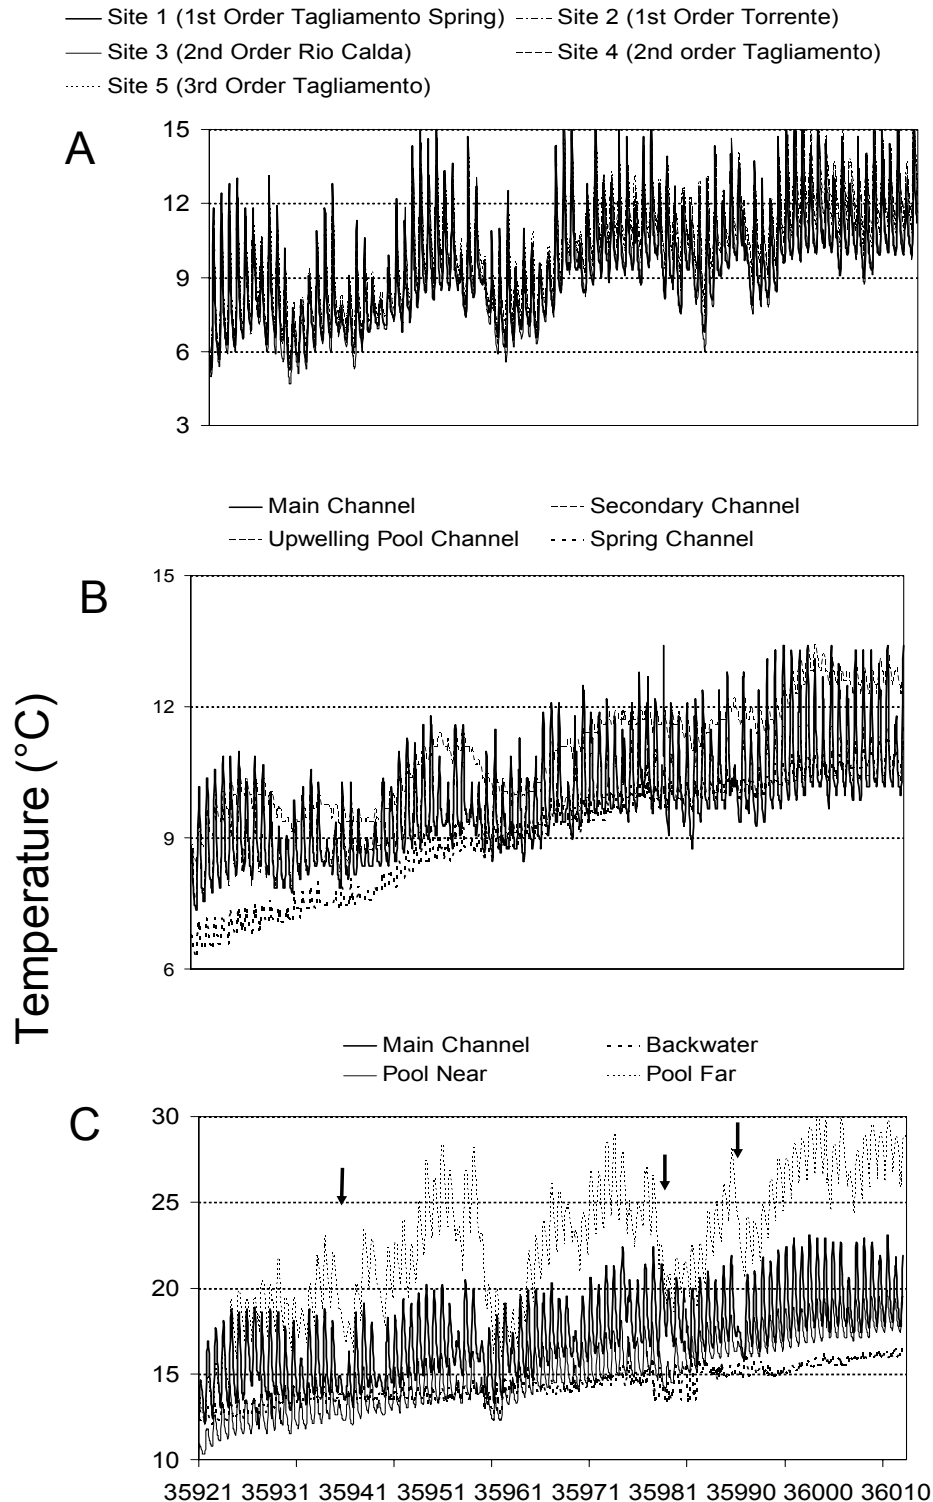 Site 1 (1st Order Tagliamento Spring) Site 2 (1st Order Torrente)
Site 3 (2nd Order Rio Calda) Site 4 (2nd order Tagliamento)
Site 5 (3rd Order Tagliamento)
A
15
12
9
6
3
Main Channel Secondary Channel
Upwelling Pool Channel Spring Channel
B
15
12
9
6
Temperature (°C)
Main Channel Backwater
Pool Near Pool Far
C
30
25
20
15
10
35921 35931 35941 35951 35961 35971 35981 35990 36000 36010